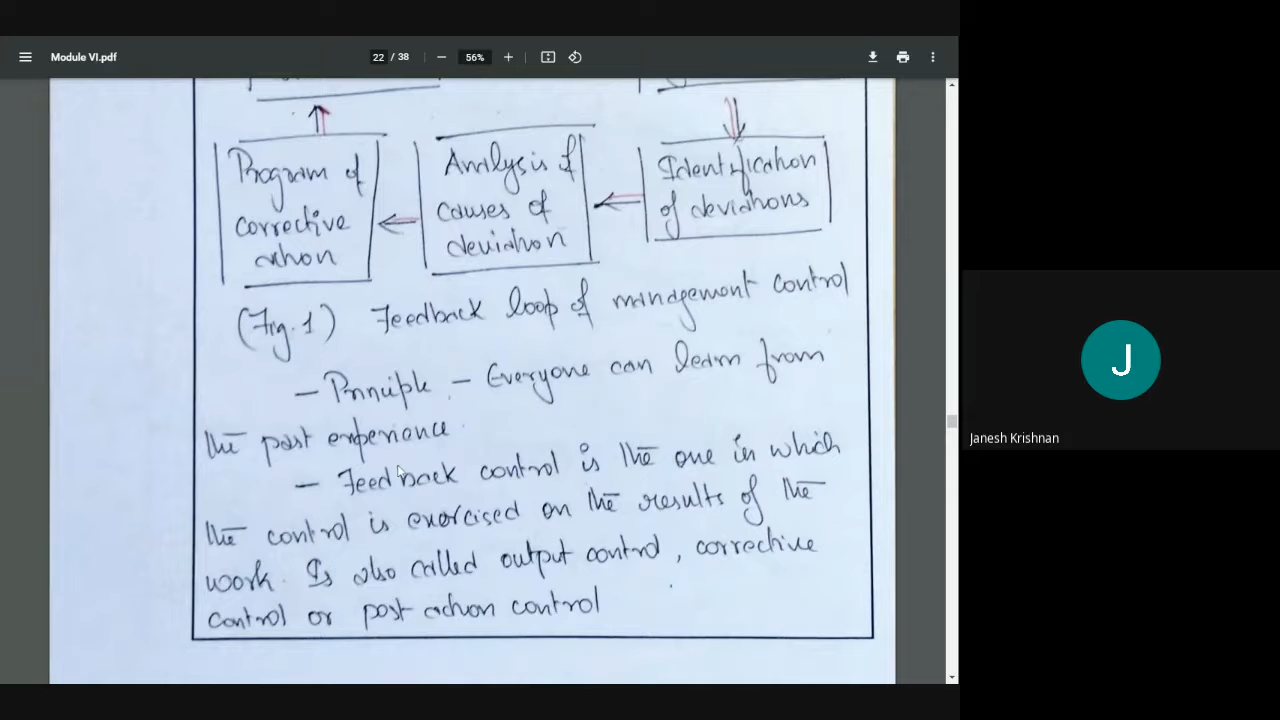 Module VI.pdf
22 / 38
56%
Program of
corrective
action
Analysis of
causes of
deviation
Identification
of deviations
(Fig. 1) Feedback loop of management control
– Principle – Everyone can learn from
the past experience.
– Feedback control is the one in which
the control is exercised on the results of the
work. Is also called output control, corrective
control or post action control
J
Janesh Krishnan